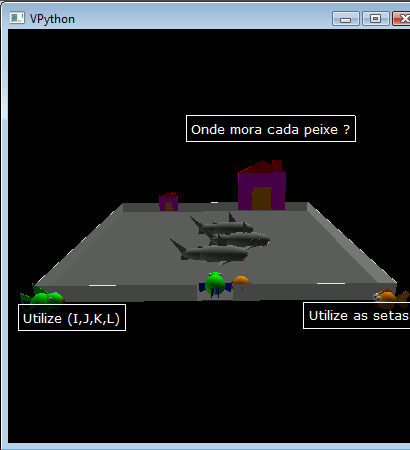 VPython
Onde mora cada peixe ?
Utilize (I,J,K,L)
Utilize as setas